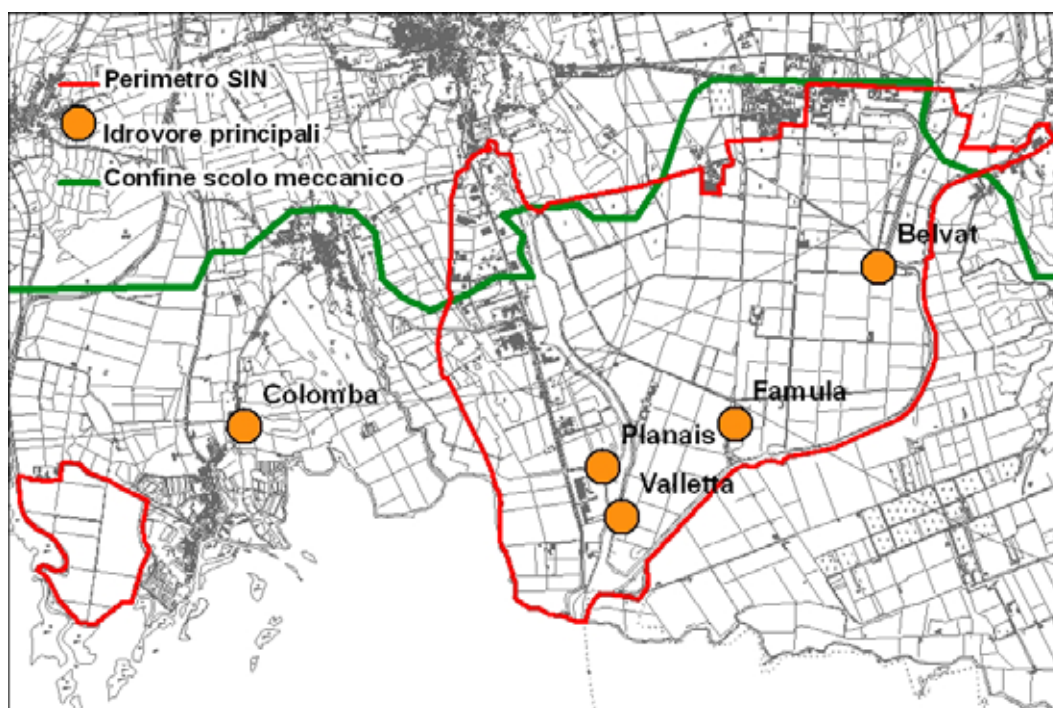 Perimetro SIN
Idrovore principali
Confine scolo meccanico
Belvat
Colomba
Famula
Planais
Valletta